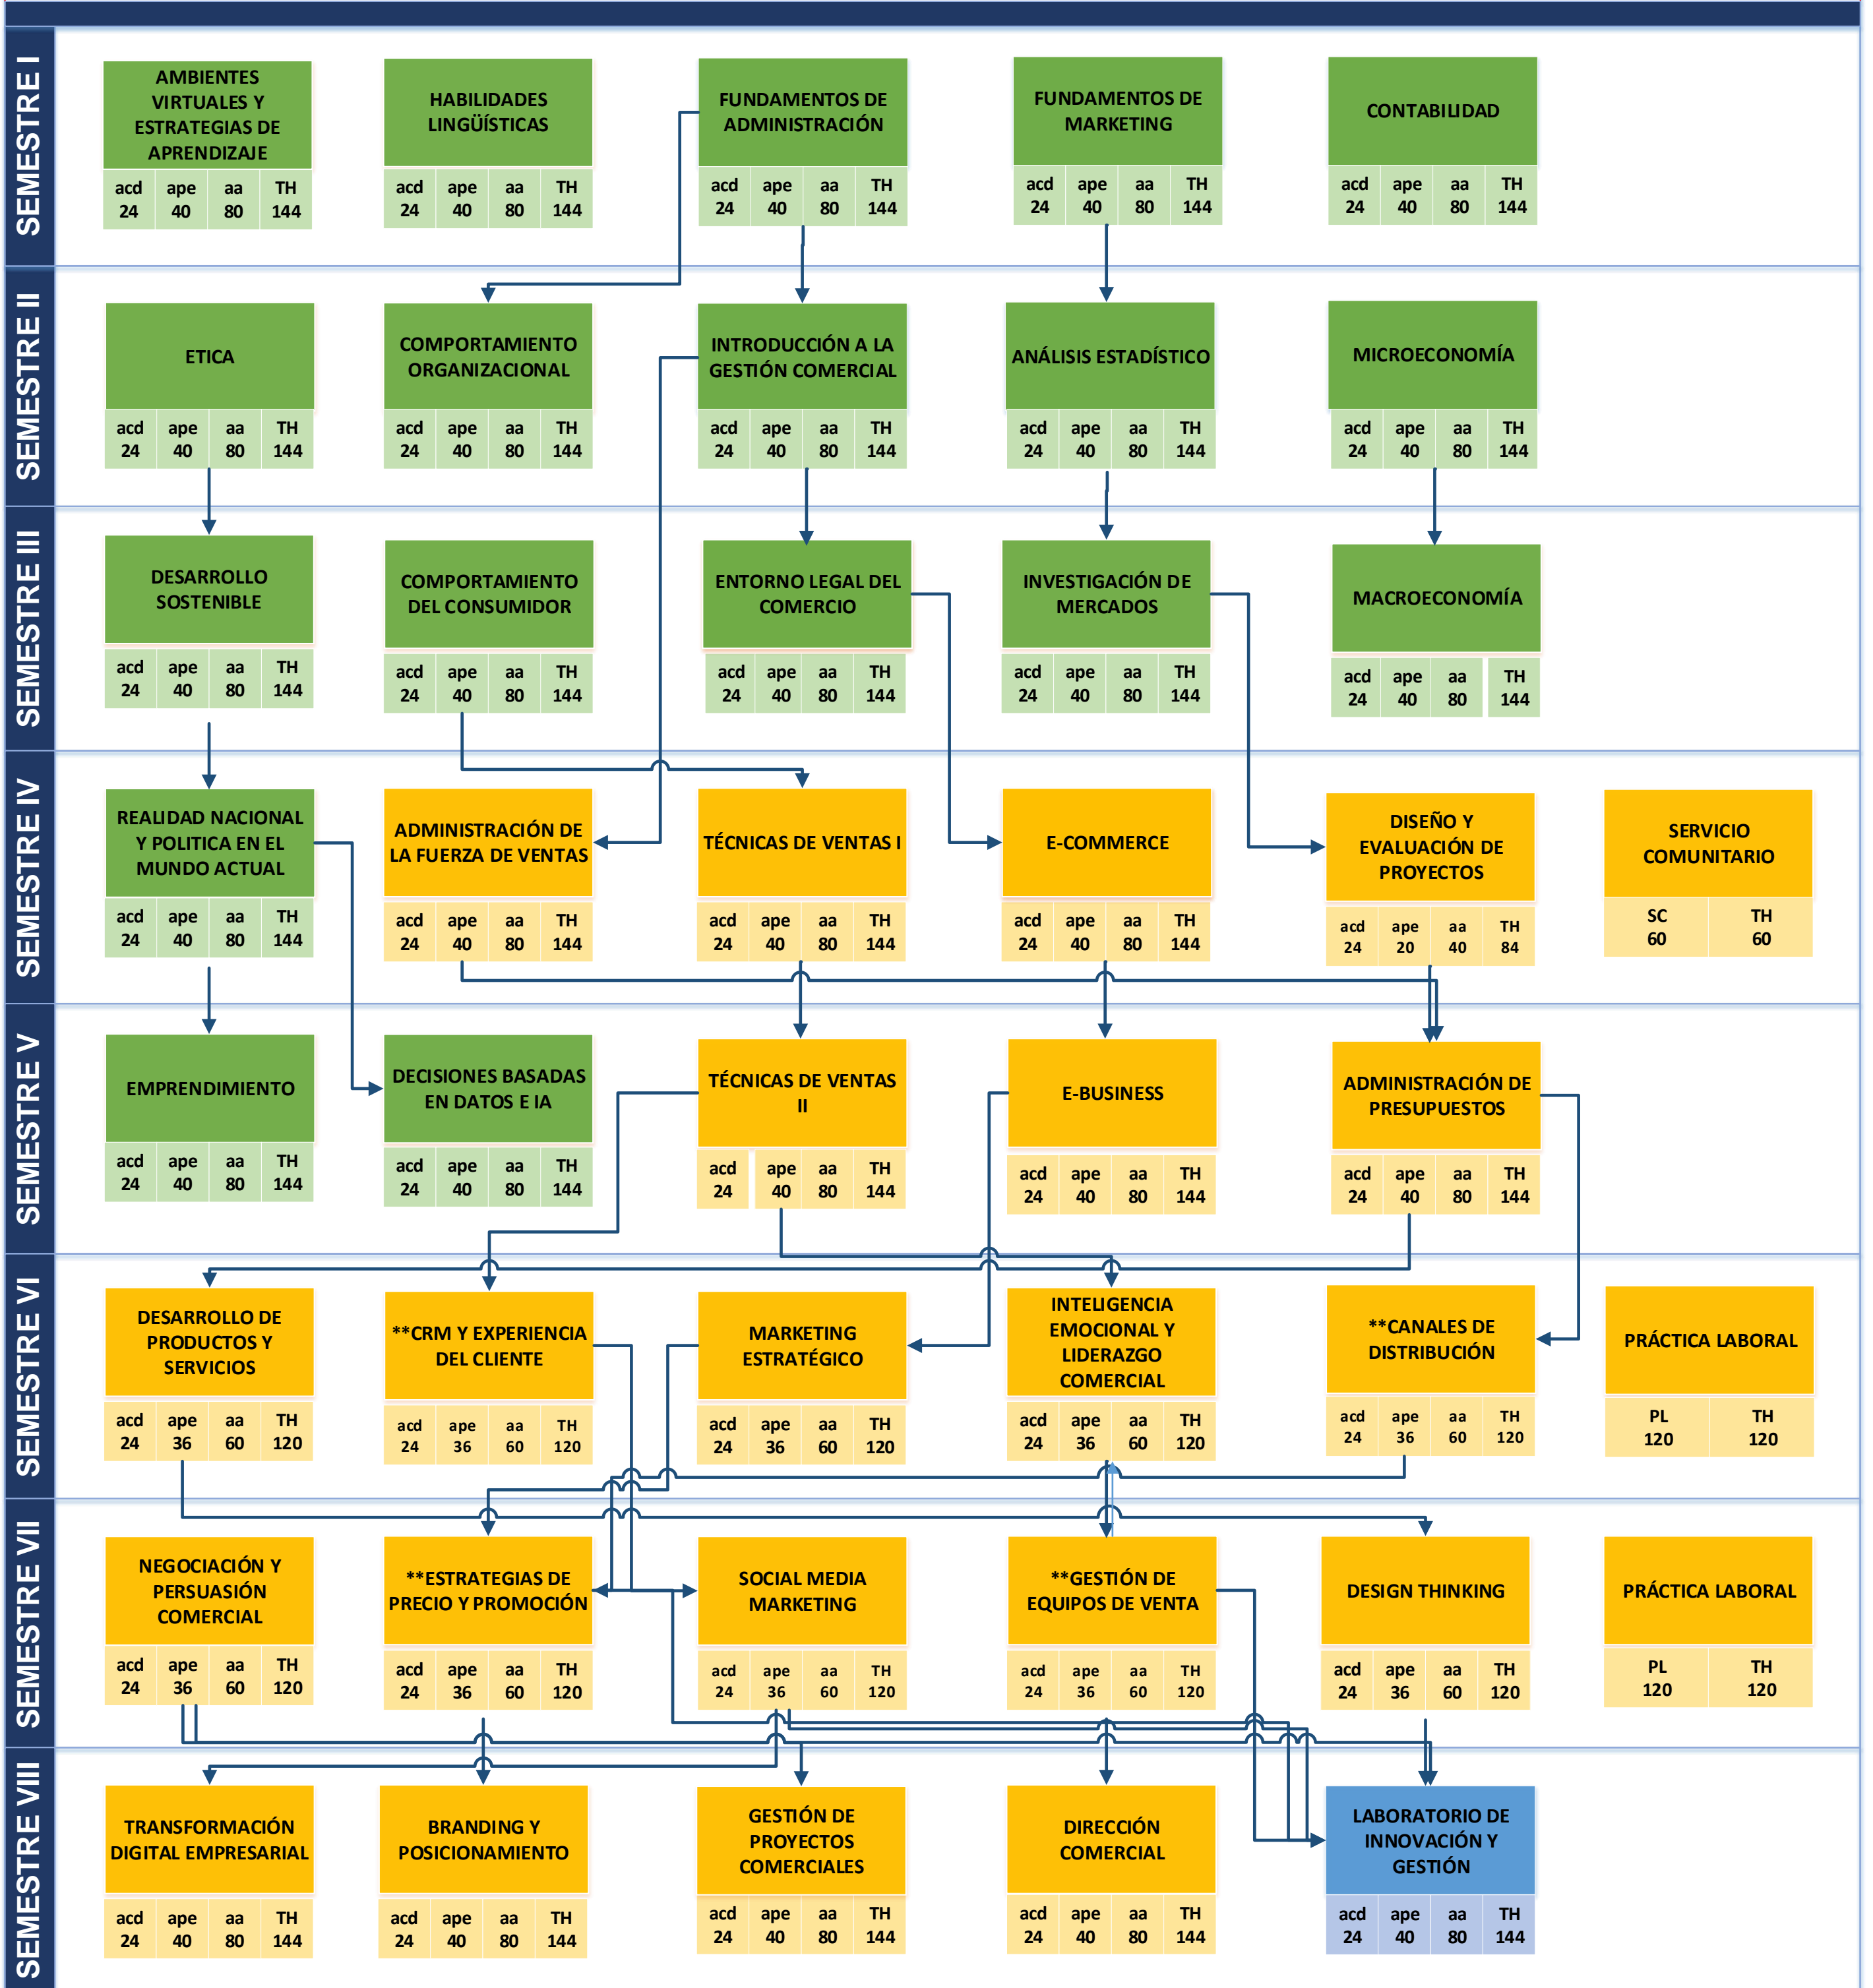 SEMESTRE I
AMBIENTES
VIRTUALES Y
ESTRATEGIAS DE
APRENDIZAJE
acd ape aa TH
24 40 80 144
HABILIDADES
LINGÜÍSTICAS
acd ape aa TH
24 40 80 144
FUNDAMENTOS DE
ADMINISTRACIÓN
acd ape aa TH
24 40 80 144
FUNDAMENTOS DE
MARKETING
acd ape aa TH
24 40 80 144
CONTABILIDAD
acd ape aa TH
24 40 80 144
SEMESTRE II
ETICA
acd ape aa TH
24 40 80 144
COMPORTAMIENTO
ORGANIZACIONAL
acd ape aa TH
24 40 80 144
INTRODUCCIÓN A LA
GESTIÓN COMERCIAL
acd ape aa TH
24 40 80 144
ANÁLISIS ESTADÍSTICO
acd ape aa TH
24 40 80 144
MICROECONOMÍA
acd ape aa TH
24 40 80 144
SEMESTRE III
DESARROLLO
SOSTENIBLE
acd ape aa TH
24 40 80 144
COMPORTAMIENTO
DEL CONSUMIDOR
acd ape aa TH
24 40 80 144
ENTORNO LEGAL DEL
COMERCIO
acd ape aa TH
24 40 80 144
INVESTIGACIÓN DE
MERCADOS
acd ape aa TH
24 40 80 144
MACROECONOMÍA
acd ape aa TH
24 40 80 144
SEMESTRE IV
REALIDAD NACIONAL
Y POLITICA EN EL
MUNDO ACTUAL
acd ape aa TH
24 40 80 144
ADMINISTRACIÓN DE
LA FUERZA DE VENTAS
acd ape aa TH
24 40 80 144
TÉCNICAS DE VENTAS I
acd ape aa TH
24 40 80 144
E-COMMERCE
acd ape aa TH
24 40 80 144
DISEÑO Y
EVALUACIÓN DE
PROYECTOS
acd ape aa TH
24 20 40 84
SERVICIO
COMUNITARIO
SC TH
60 60
SEMESTRE V
EMPRENDIMIENTO
acd ape aa TH
24 40 80 144
DECISIONES BASADAS
EN DATOS E IA
acd ape aa TH
24 40 80 144
TÉCNICAS DE VENTAS
II
acd ape aa TH
24 40 80 144
E-BUSINESS
acd ape aa TH
24 40 80 144
ADMINISTRACIÓN DE
PRESUPUESTOS
acd ape aa TH
24 40 80 144
SEMESTRE VI
DESARROLLO DE
PRODUCTOS Y
SERVICIOS
acd ape aa TH
24 36 60 120
**CRM Y EXPERIENCIA
DEL CLIENTE
acd ape aa TH
24 36 60 120
MARKETING
ESTRATÉGICO
acd ape aa TH
24 36 60 120
INTELIGENCIA
EMOCIONAL Y
LIDERAZGO
COMERCIAL
acd ape aa TH
24 36 60 120
**CANALES DE
DISTRIBUCIÓN
acd ape aa TH
24 36 60 120
PRÁCTICA LABORAL
PL TH
120 120
SEMESTRE VII
NEGOCIACIÓN Y
PERSUASIÓN
COMERCIAL
acd ape aa TH
24 36 60 120
**ESTRATEGIAS DE
PRECIO Y PROMOCIÓN
acd ape aa TH
24 36 60 120
SOCIAL MEDIA
MARKETING
acd ape aa TH
24 36 60 120
**GESTIÓN DE
EQUIPOS DE VENTA
acd ape aa TH
24 36 60 120
DESIGN THINKING
acd ape aa TH
24 36 60 120
PRÁCTICA LABORAL
PL TH
120 120
SEMESTRE VIII
TRANSFORMACIÓN
DIGITAL EMPRESARIAL
acd ape aa TH
24 40 80 144
BRANDING Y
POSICIONAMIENTO
acd ape aa TH
24 40 80 144
GESTIÓN DE
PROYECTOS
COMERCIALES
acd ape aa TH
24 40 80 144
DIRECCIÓN
COMERCIAL
acd ape aa TH
24 40 80 144
LABORATORIO DE
INNOVACIÓN Y
GESTIÓN
acd ape aa TH
24 40 80 144